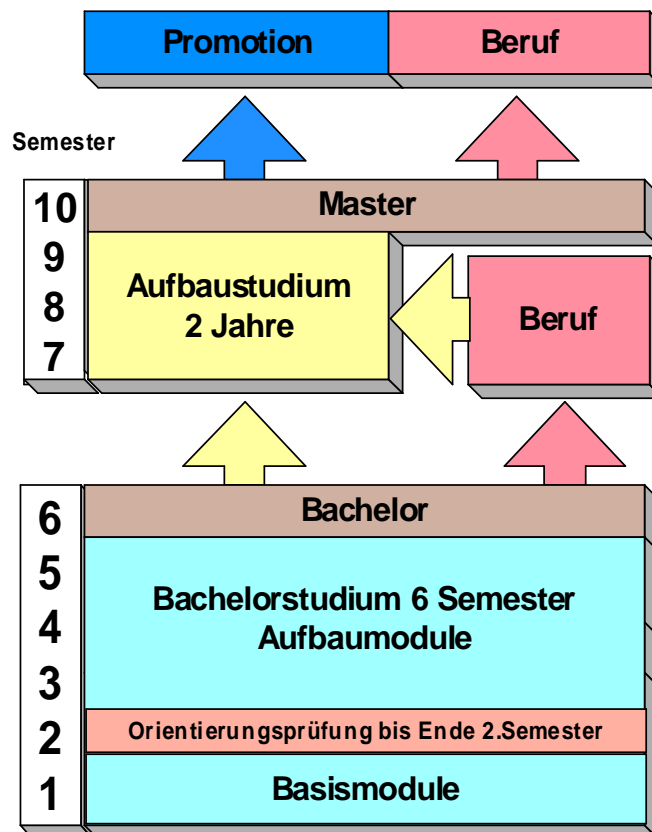 Promotion
Beruf
Semester
10
Master
9
8
7
Aufbaustudium
2 Jahre
Beruf
6
Bachelor
5
4
3
Bachelorstudium 6 Semester
Aufbaumodule
2
Orientierungsprüfung bis Ende 2.Semester
1
Basismodule